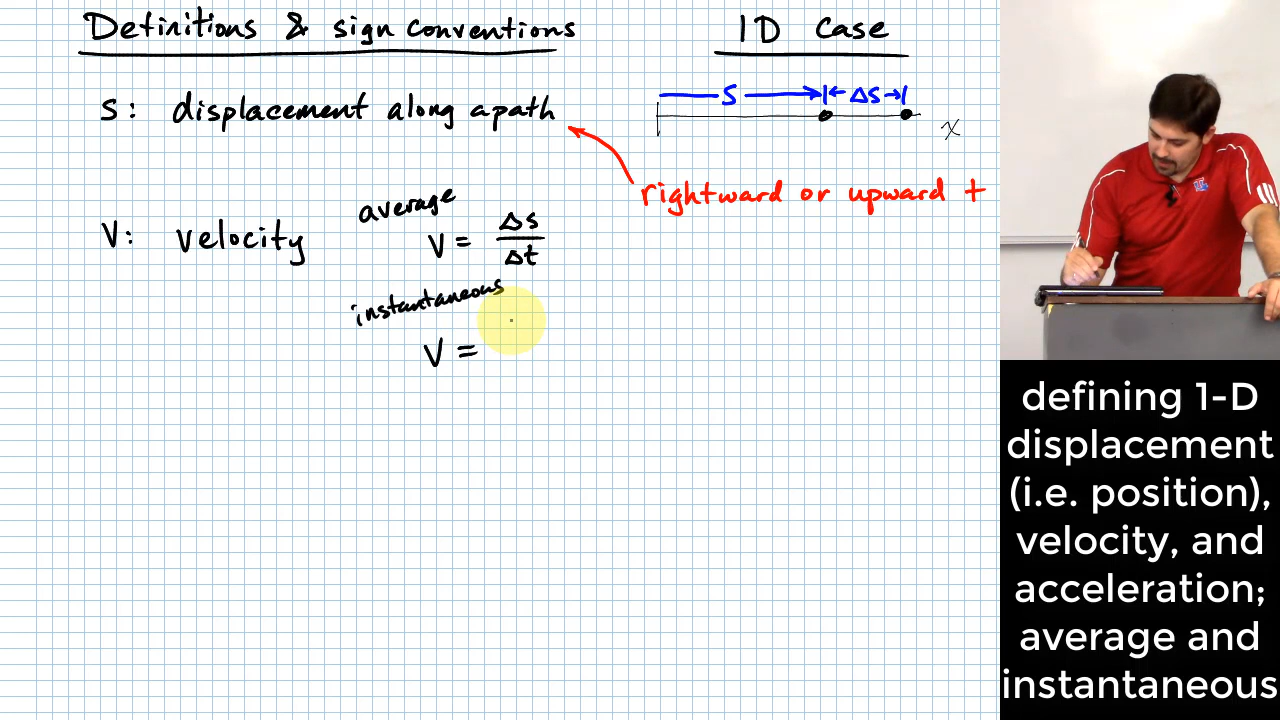 Definitions & sign conventions
1D Case
S: displacement along a path
S Δs
x
rightward or upward +
V: velocity
average
V = Δs
Δt
instantaneous
V =
defining 1-D
displacement
(i.e. position),
velocity, and
acceleration;
average and
instantaneous